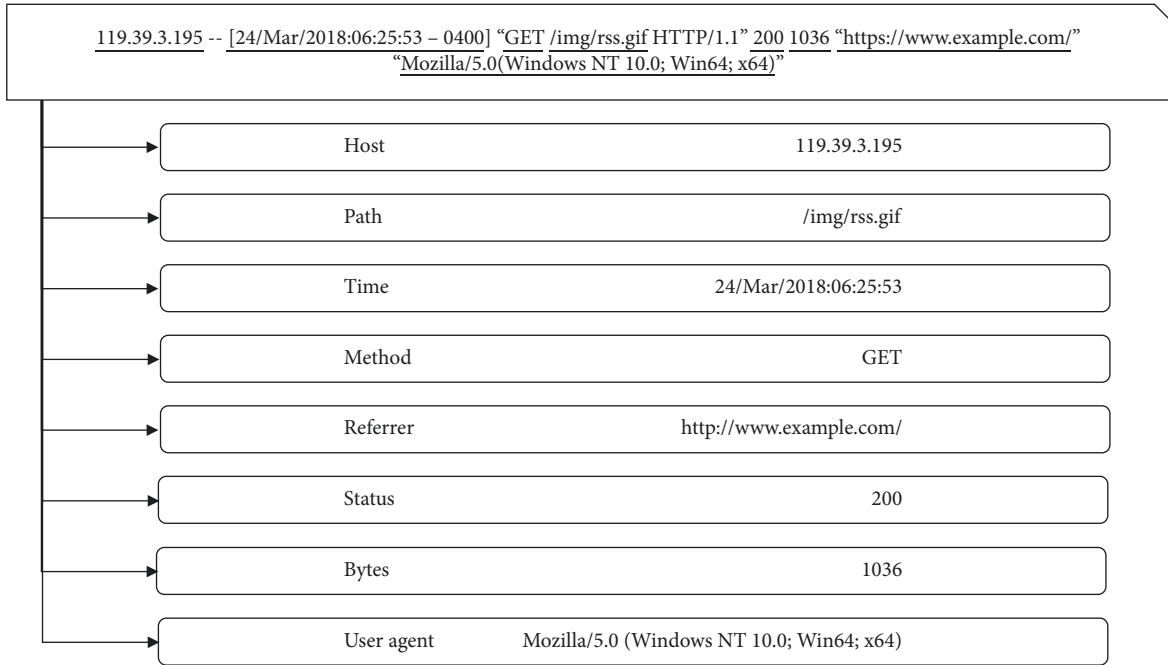 119.39.3.195 -- [24/Mar/2018:06:25:53 – 0400] “GET /img/rss.gif HTTP/1.1” 200 1036 “https://www.example.com/”
“Mozilla/5.0(Windows NT 10.0; Win64; x64)”
Host 119.39.3.195
Path /img/rss.gif
Time 24/Mar/2018:06:25:53
Method GET
Referrer http://www.example.com/
Status 200
Bytes 1036
User agent Mozilla/5.0 (Windows NT 10.0; Win64; x64)